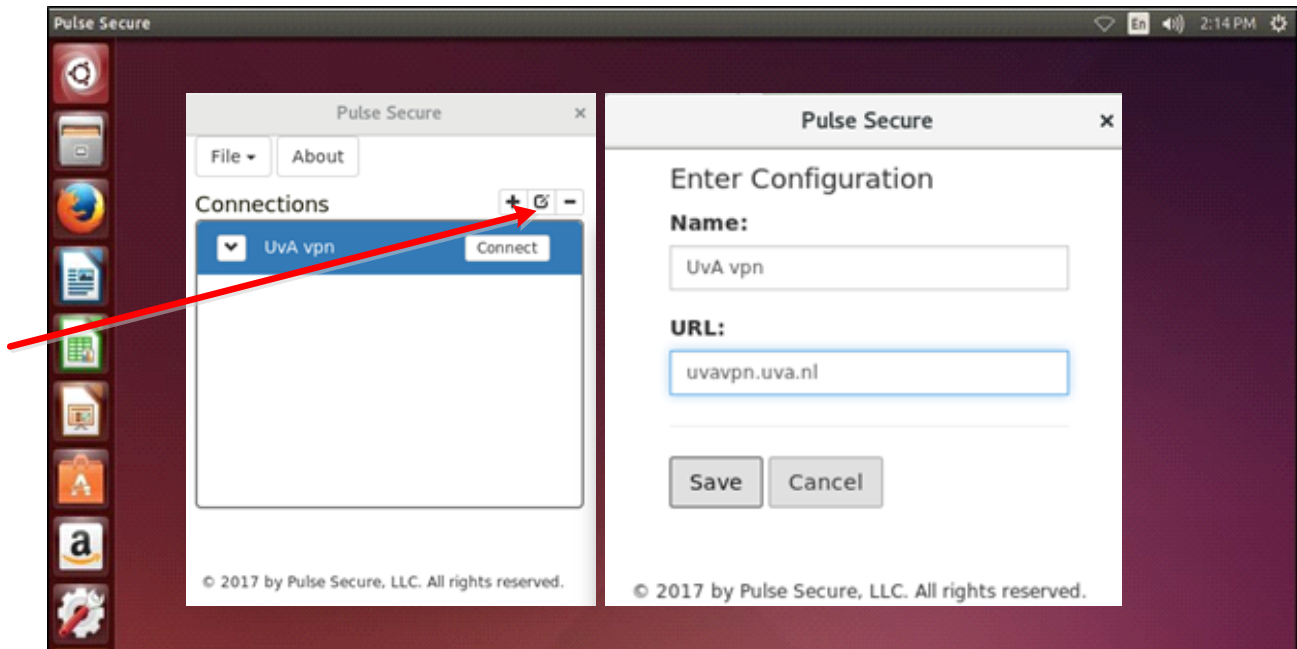 Pulse Secure
En
2:14 PM
Pulse Secure
File
About
Connections
UvA vpn
Connect
© 2017 by Pulse Secure, LLC. All rights reserved.
Pulse Secure
Enter Configuration
Name:
UvA vpn
URL:
uvavpn.uva.nl
Save
Cancel
© 2017 by Pulse Secure, LLC. All rights reserved.